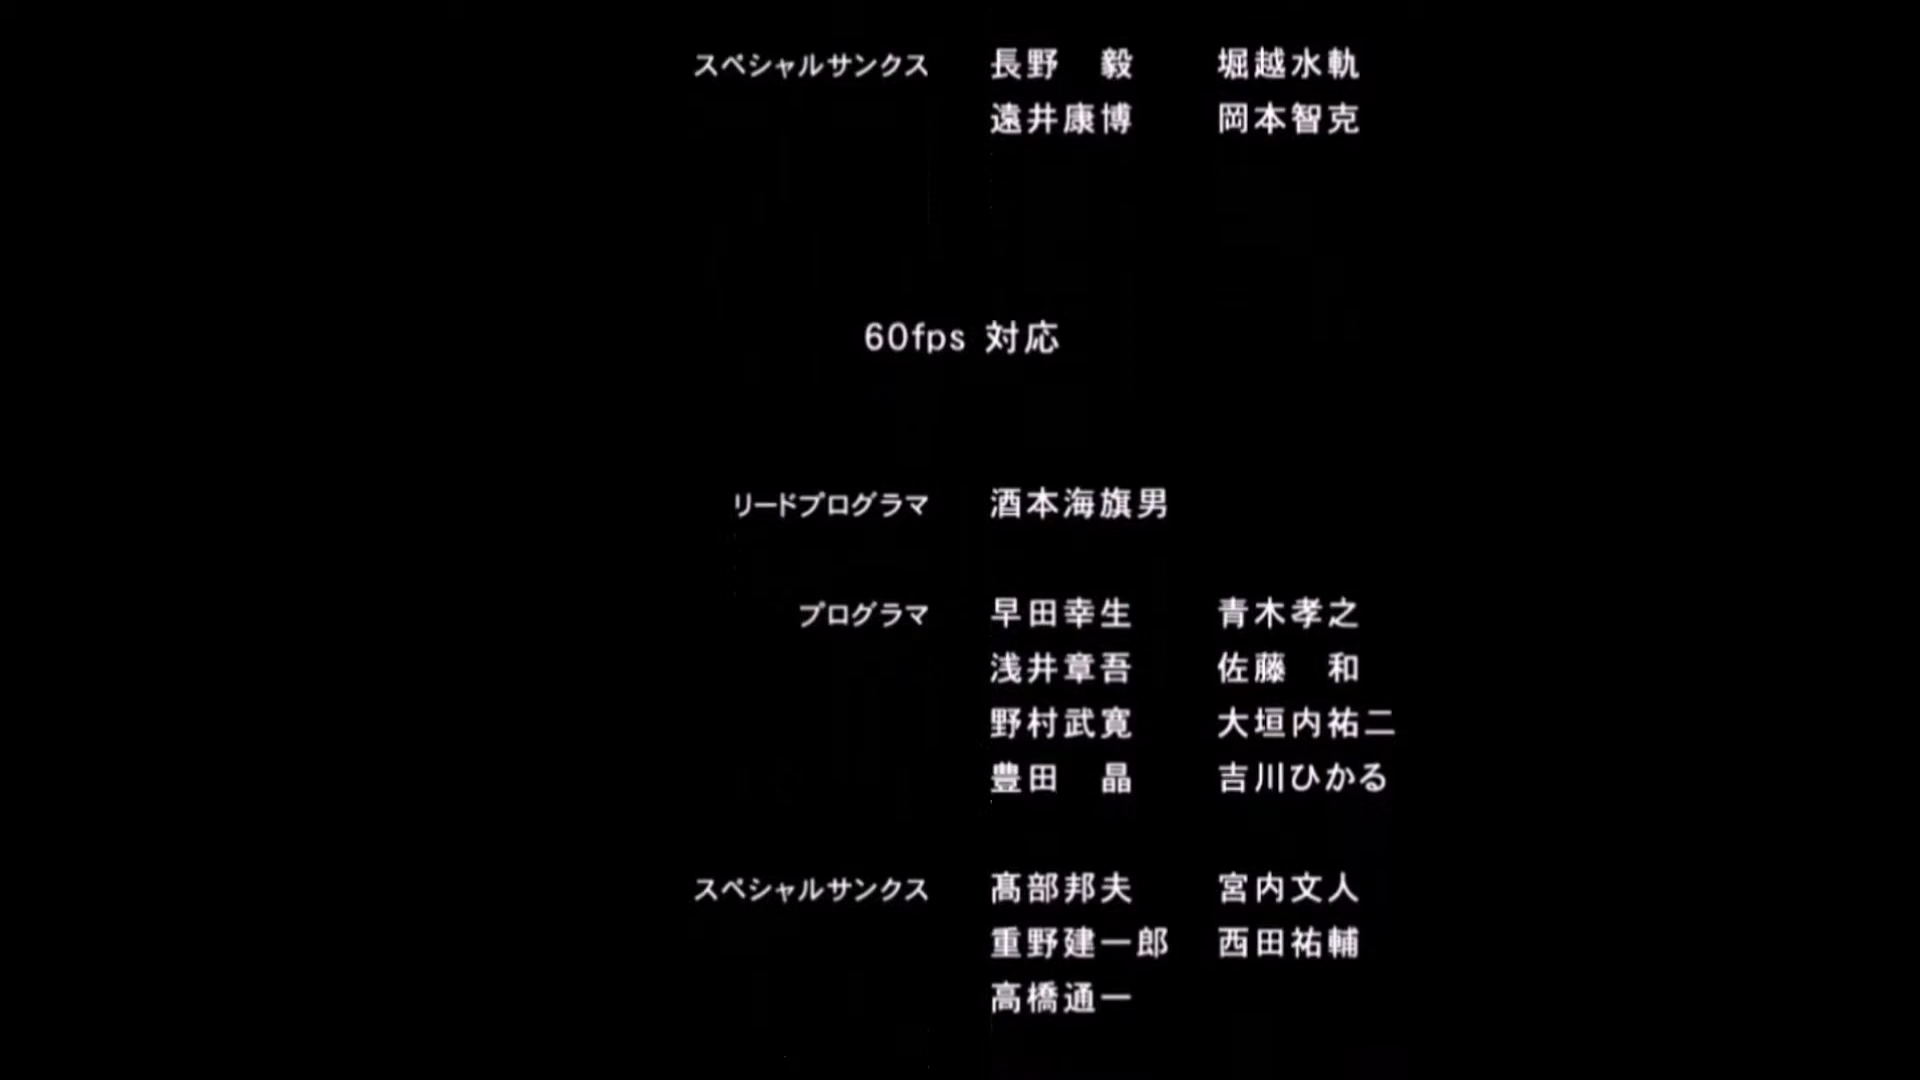 スペシャルサンクス 長野　毅 堀越水軌
遠井康博 岡本智克
60fps 対応
リードプログラマ 酒本海旗男
プログラマ 早田幸生 青木孝之
浅井章吾 佐藤　和
野村武寛 大垣内祐二
豊田　晶 吉川ひかる
スペシャルサンクス 髙部邦夫 宮内文人
重野建一郎 西田祐輔
高橋通一